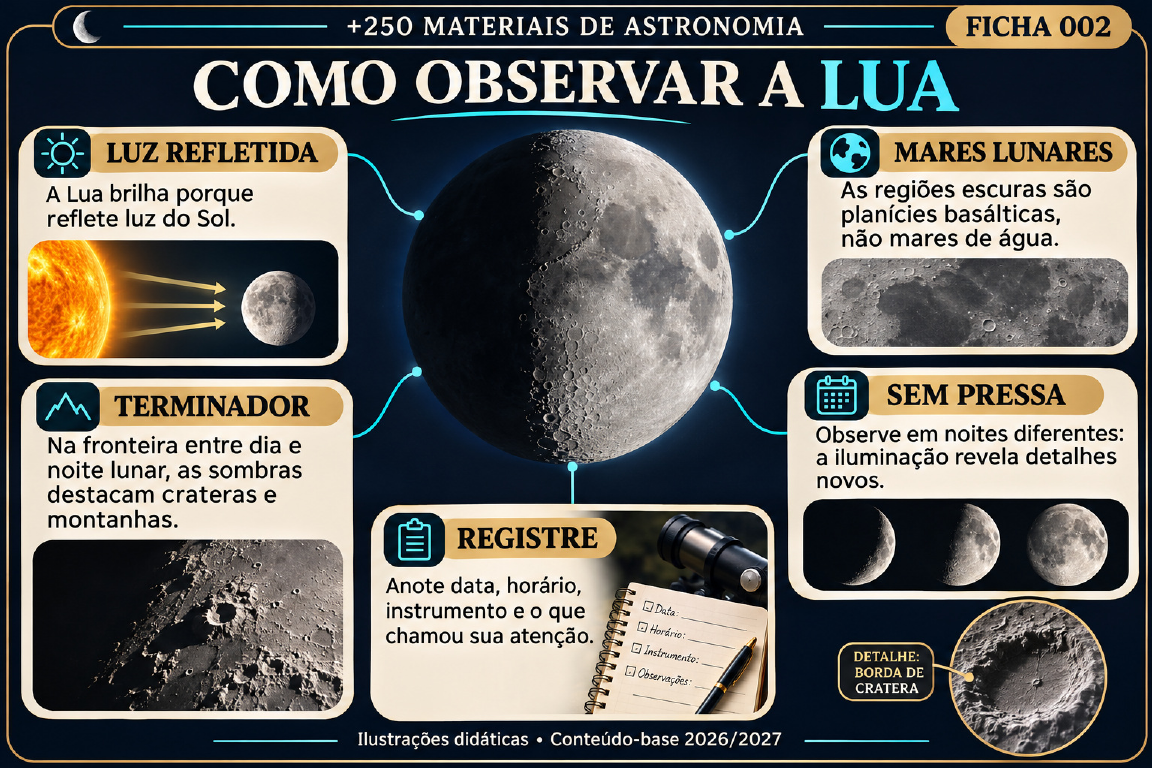 +250 MATERIAIS DE ASTRONOMIA
FICHA 002
COMO OBSERVAR A LUA
LUZ REFLETIDA
A Lua brilha porque
reflete luz do Sol.
MARES LUNARES
As regiões escuras são
planícies basálticas,
não mares de água.
TERMINADOR
Na fronteira entre dia e
noite lunar, as sombras
destacam crateras e
montanhas.
SEM PRESSA
Observe em noites diferentes:
a iluminação revela detalhes
novos.
REGISTRE
Anote data, horário,
instrumento e o que
chamou sua atenção.
Data:
Horário:
Instrumento:
Observações:
DETALHE:
BORDA DE
CRATERA
Ilustrações didáticas • Conteúdo-base 2026/2027